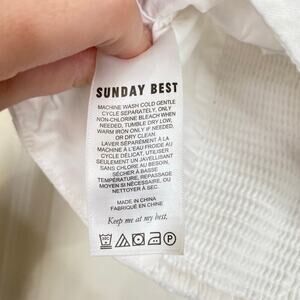 SUNDAY BEST
MACHINE WASH COLD GENTLE
CYCLE SEPARATELY, ONLY
NON-CHLORINE BLEACH WHEN
NEEDED, TUMBLE DRY LOW,
WARM IRON ONLY IF NEEDED,
OR DRY CLEAN.
LAVER SÉPARÉMENT À LA
MACHINE À L'EAU FROIDE AU
CYCLE DÉLICAT, UTILISER
SEULEMENT UN JAVELLISANT
SANS CHLORE AU BESOIN,
SÉCHER À BASSE
TEMPÉRATURE, REPASSAGE
MOYEN SI NÉCESSAIRE, OU
NETTOYER À SEC.
MADE IN CHINA
FABRIQUÉ EN CHINE
Keep me at my best.